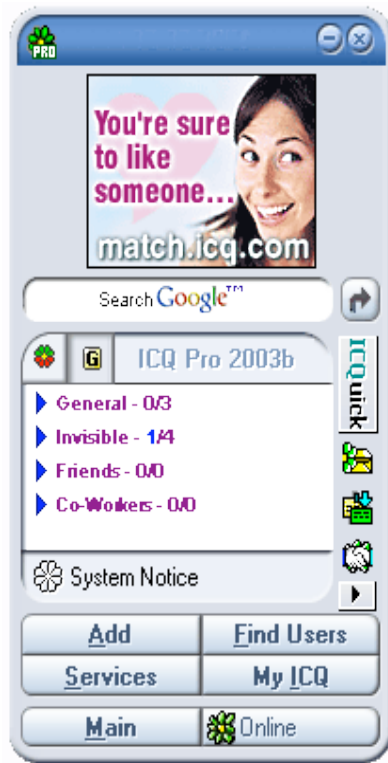 PRO
You're sure
to like
someone...
match.icq.com
Search Google™
G
ICQ Pro 2003b
ICQuick
General - 0/3
Invisible - 1/4
Friends - 0/0
Co-Workers - 0/0
System Notice
Add
Find Users
Services
My ICQ
Main
Online